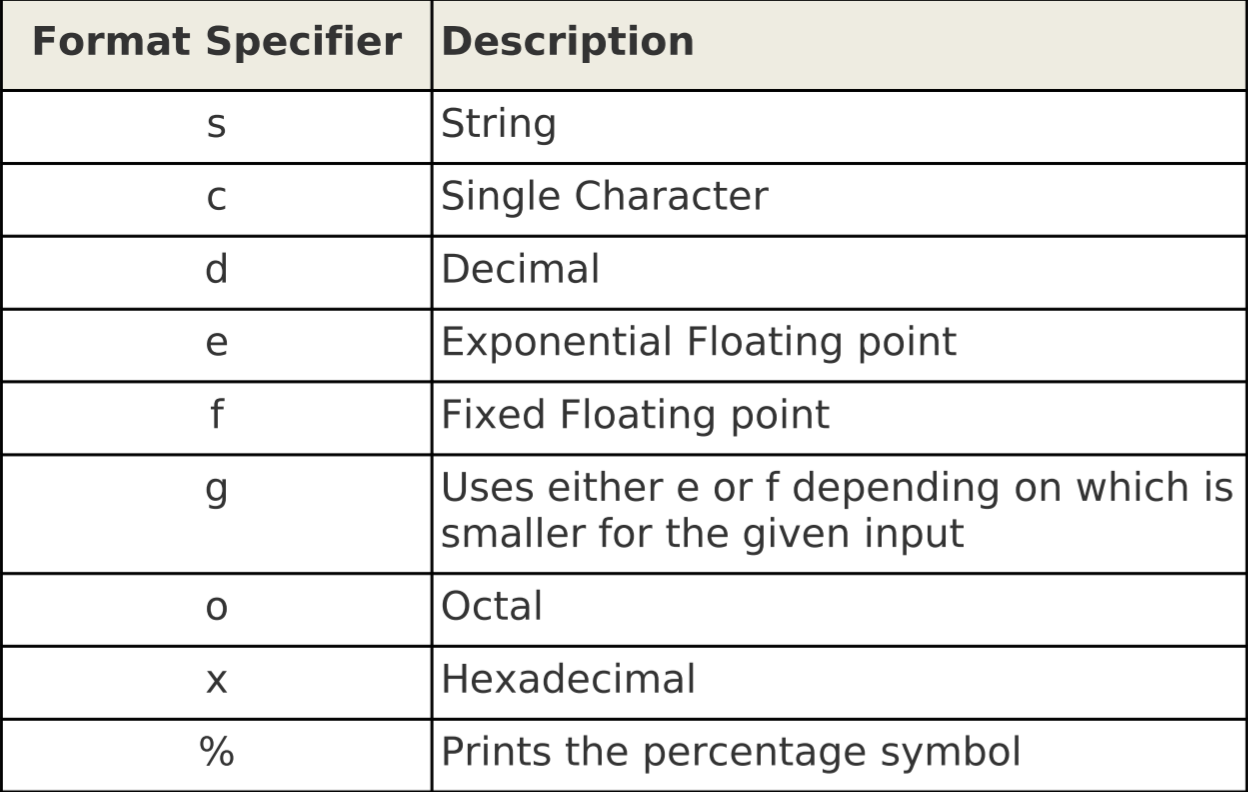 Format Specifier Description
s String
c Single Character
d Decimal
e Exponential Floating point
f Fixed Floating point
g Uses either e or f depending on which is
smaller for the given input
o Octal
x Hexadecimal
% Prints the percentage symbol